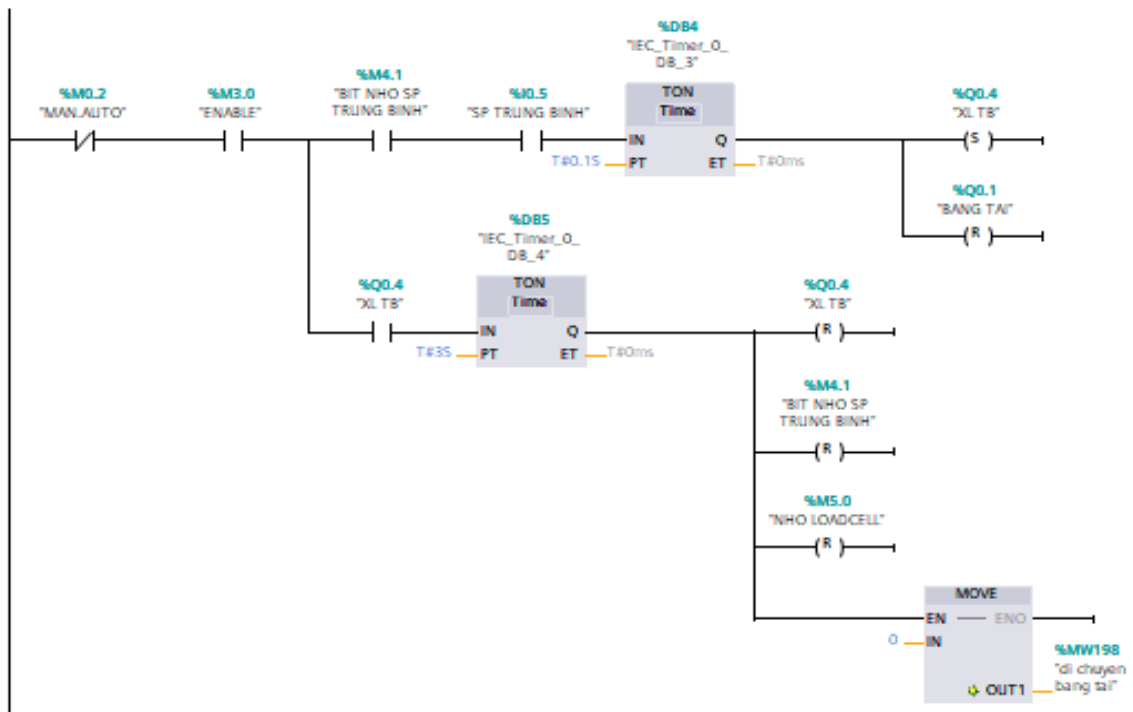 %DB4
"IEC_Timer_0_
DB_3"
%M0.2
"MAN.AUTO"
%M3.0
"ENABLE"
%M4.1
"BIT NHO SP
TRUNG BINH"
%I0.5
"SP TRUNG BINH"
TON
Time
%Q0.4
"XL TB"
IN
Q
S
T#0.1S
PT
ET
T#0ms
%Q0.1
"BANG TAI"
R
%DB5
"IEC_Timer_0_
DB_4"
%Q0.4
"XL TB"
TON
Time
%Q0.4
"XL TB"
IN
Q
R
T#3S
PT
ET
T#0ms
%M4.1
"BIT NHO SP
TRUNG BINH"
R
%M5.0
"NHO LOADCELL"
R
MOVE
EN
ENO
0
IN
%MW198
"di chuyen
bang tai"
OUT1